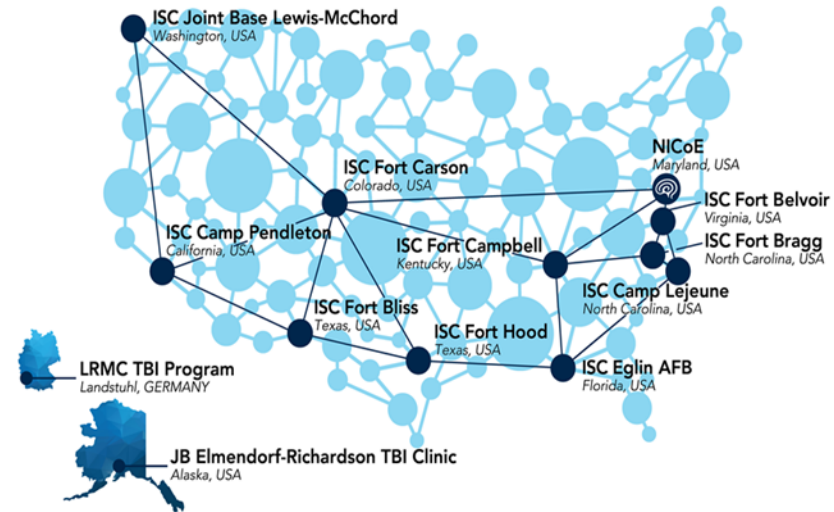 ISC Joint Base Lewis-McChord
Washington, USA
NICoE
Maryland, USA
ISC Fort Carson
Colorado, USA
ISC Fort Belvoir
Virginia, USA
ISC Camp Pendleton
California, USA
ISC Fort Campbell
Kentucky, USA
ISC Fort Bragg
North Carolina, USA
ISC Camp Lejeune
North Carolina, USA
ISC Fort Bliss
Texas, USA
ISC Fort Hood
Texas, USA
ISC Eglin AFB
Florida, USA
LRMC TBI Program
Landstuhl, GERMANY
JB Elmendorf-Richardson TBI Clinic
Alaska, USA